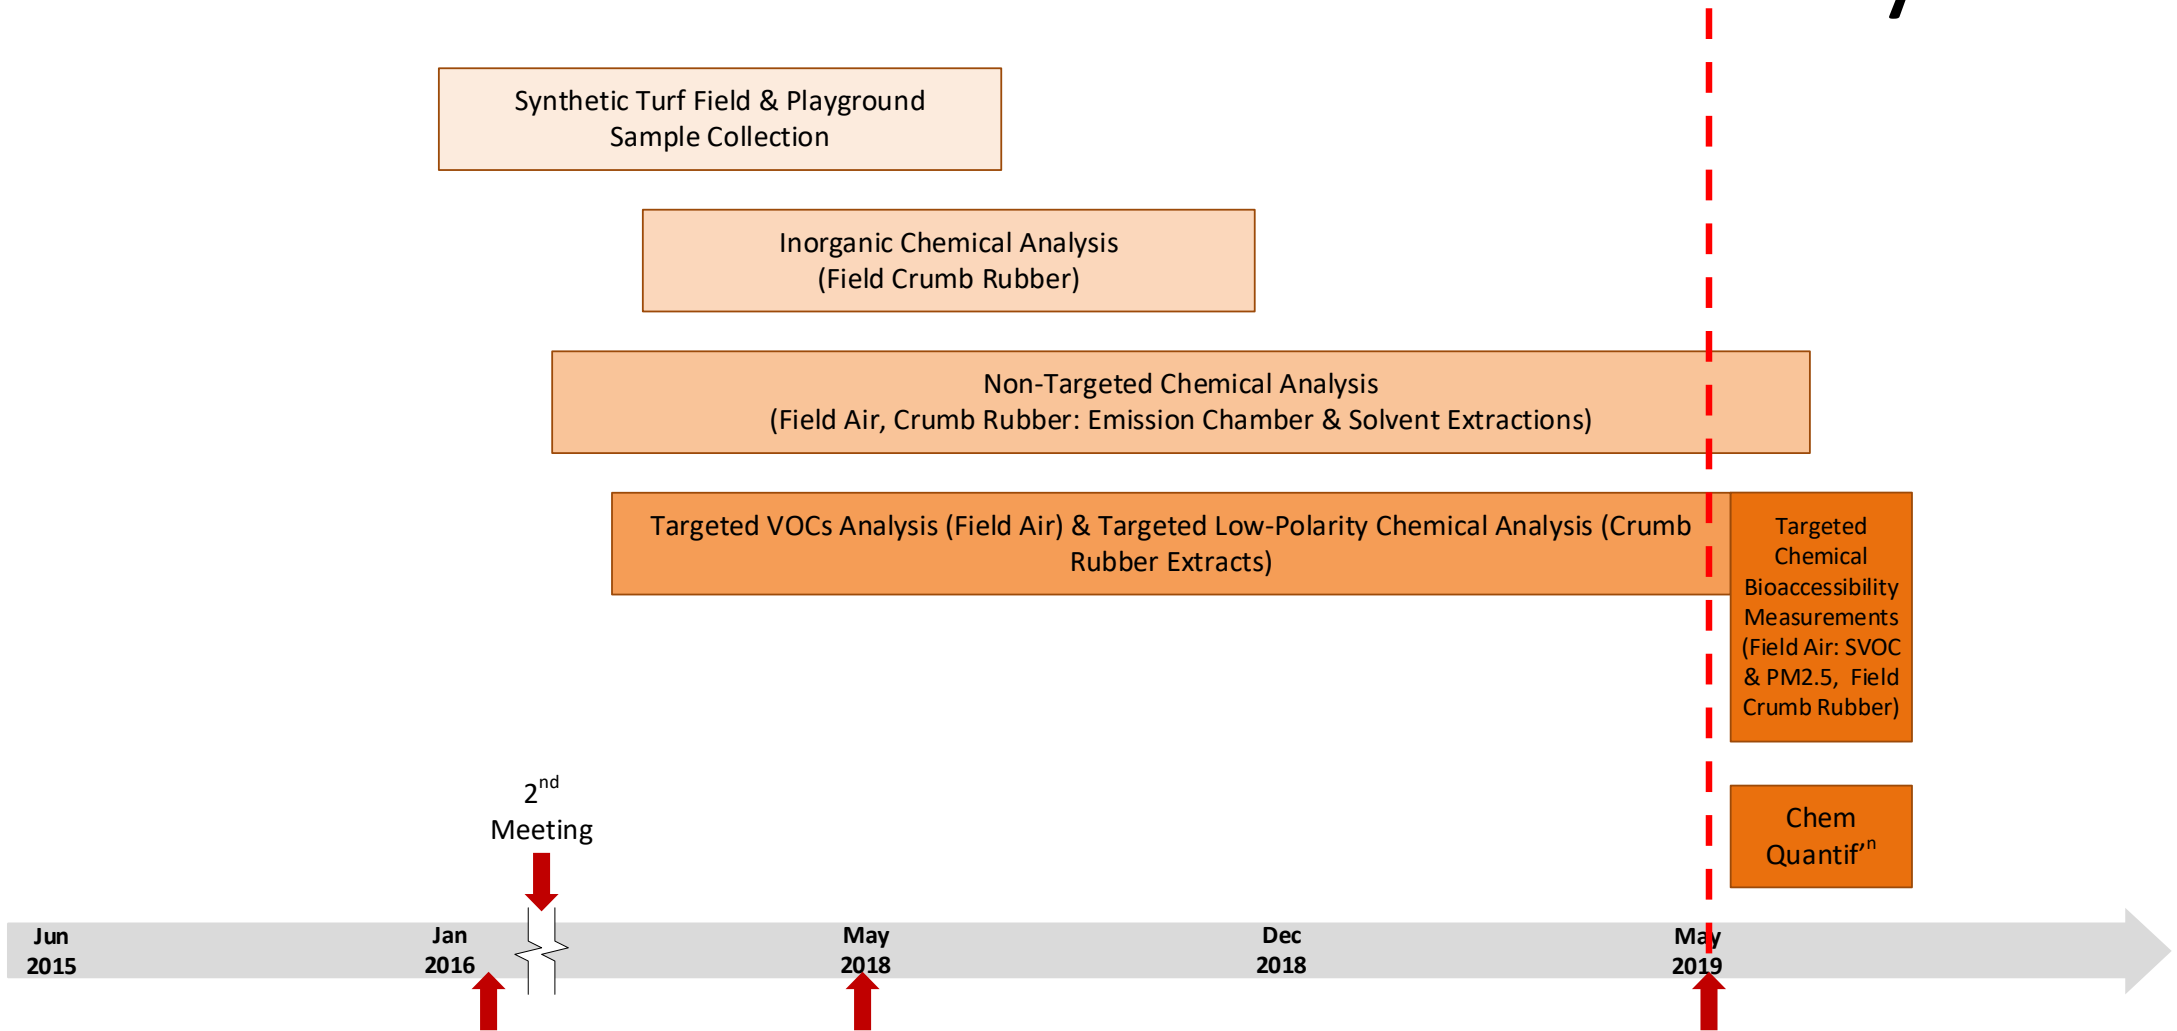 Synthetic Turf Field & Playground
Sample Collection
Inorganic Chemical Analysis
(Field Crumb Rubber)
Non-Targeted Chemical Analysis
(Field Air, Crumb Rubber: Emission Chamber & Solvent Extractions)
Targeted VOCs Analysis (Field Air) & Targeted Low-Polarity Chemical Analysis (Crumb
Rubber Extracts)
Targeted
Chemical
Bioaccessibility
Measurements
(Field Air: SVOC
& PM2.5, Field
Crumb Rubber)
2nd
Meeting
Chem
Quantif'n
Jun
2015
Jan
2016
May
2018
Dec
2018
May
2019